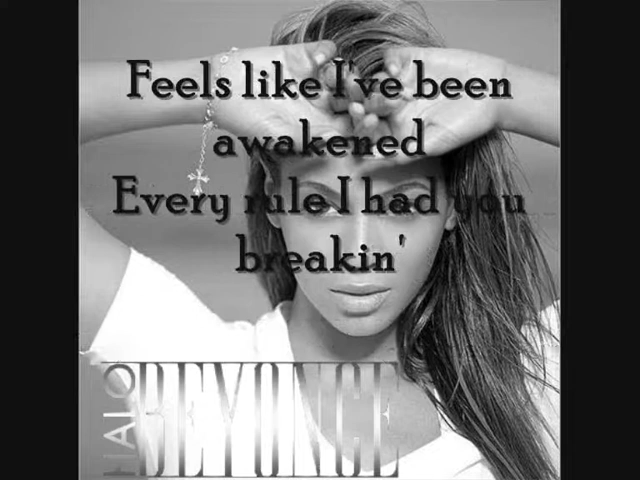 Feels like I've been
awakened
Every rule I had you
breakin'
HALO
BEYONCE